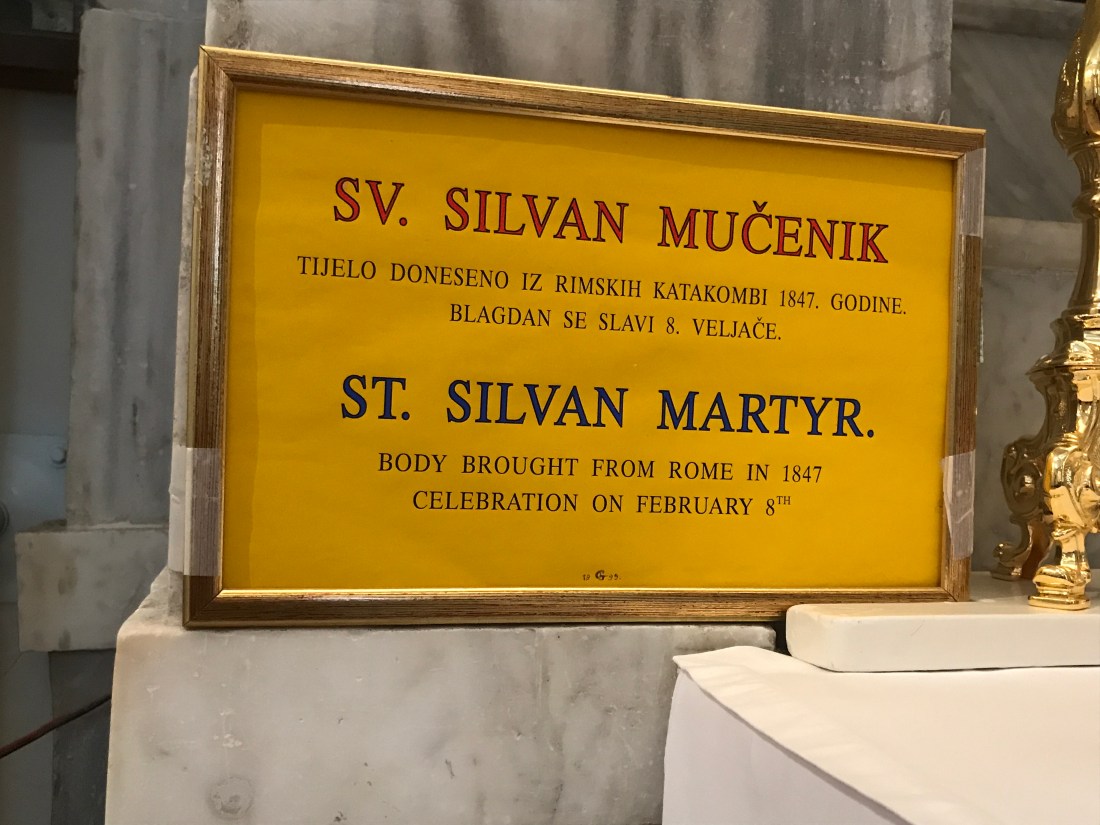 SV. SILVAN MUČENIK
TIJELO DONESENO IZ RIMSKIH KATAKOMBI 1847. GODINE.
BLAGDAN SE SLAVI 8. VELJAČE.
ST. SILVAN MARTYR.
BODY BROUGHT FROM ROME IN 1847
CELEBRATION ON FEBRUARY 8TH